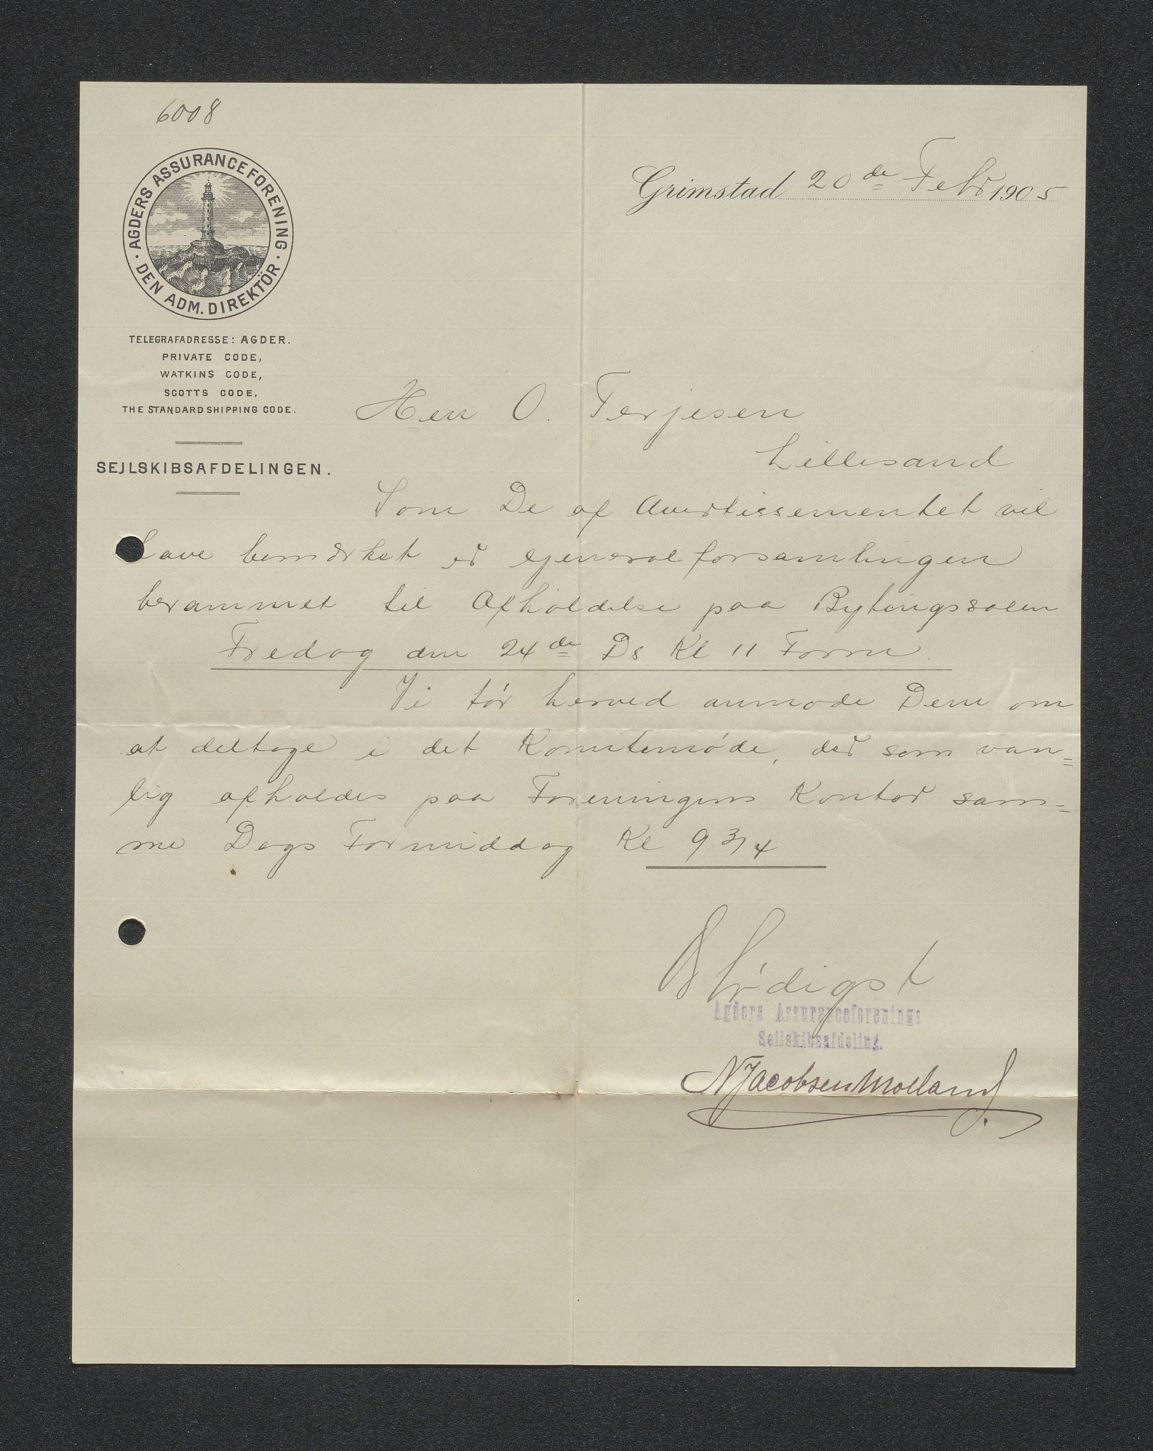 6008
AGDERS ASSURANCEFORENING
DEN ADM. DIREKTÖR
Grimstad 20de Febr 1905
TELEGRAFADRESSE: AGDER.
PRIVATE CODE,
WATKINS CODE,
SCOTTS CODE,
THE STANDARD SHIPPING CODE.
SEJLSKIBSAFDELINGEN.
Herr O. Terjesen
Lillesand
Som De af Avertissementet vil
have bemærket er Generalforsamlingen
berammet til Afholdelse paa Bytingssalen
Fredag den 24de Ds Kl 11 Form.
Vi tør herved anmode Dem om
at deltage i det Komitemøde, der som van=
lig afholdes paa Foreningens Kontor sam=
me Dags Formiddag Kl 9 3/4
Ærbødigst
Agders Assuranceforenings
Seilskibsafdeling.
N Jacobsen Molland.